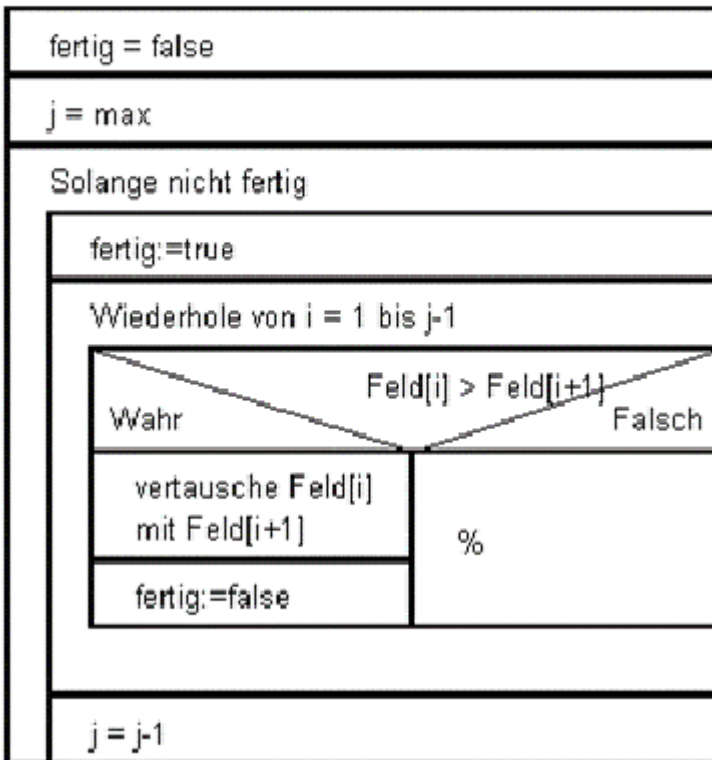 fertig = false
j = max
Solange nicht fertig
fertig:=true
Wiederhole von i = 1 bis j-1
Feld[i] > Feld[i+1]
Wahr
Falsch
vertausche Feld[i]
mit Feld[i+1]
%
fertig:=false
j = j-1